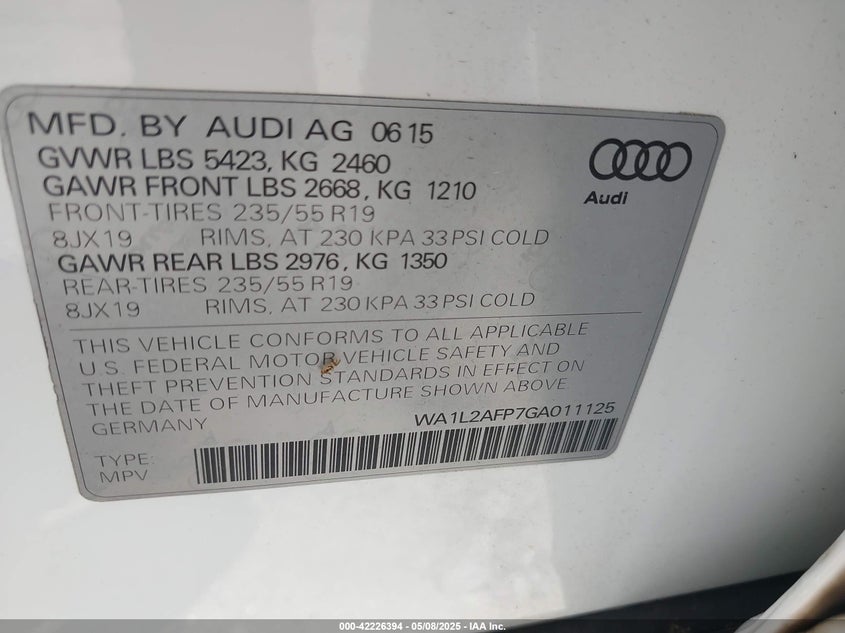 MFD. BY AUDI AG 06 15
GVWR LBS 5423, KG 2460
GAWR FRONT LBS 2668, KG 1210
FRONT-TIRES 235/55 R19
8JX19 RIMS, AT 230 KPA 33 PSI COLD
GAWR REAR LBS 2976, KG 1350
REAR-TIRES 235/55 R19
8JX19 RIMS, AT 230 KPA 33 PSI COLD
Audi
THIS VEHICLE CONFORMS TO ALL APPLICABLE
U.S. FEDERAL MOTOR VEHICLE SAFETY AND
THEFT PREVENTION STANDARDS IN EFFECT ON
THE DATE OF MANUFACTURE SHOWN ABOVE.
GERMANY WA1L2AFP7GA011125
TYPE:
MPV
000-42226394 - 05/08/2025 - IAA Inc.